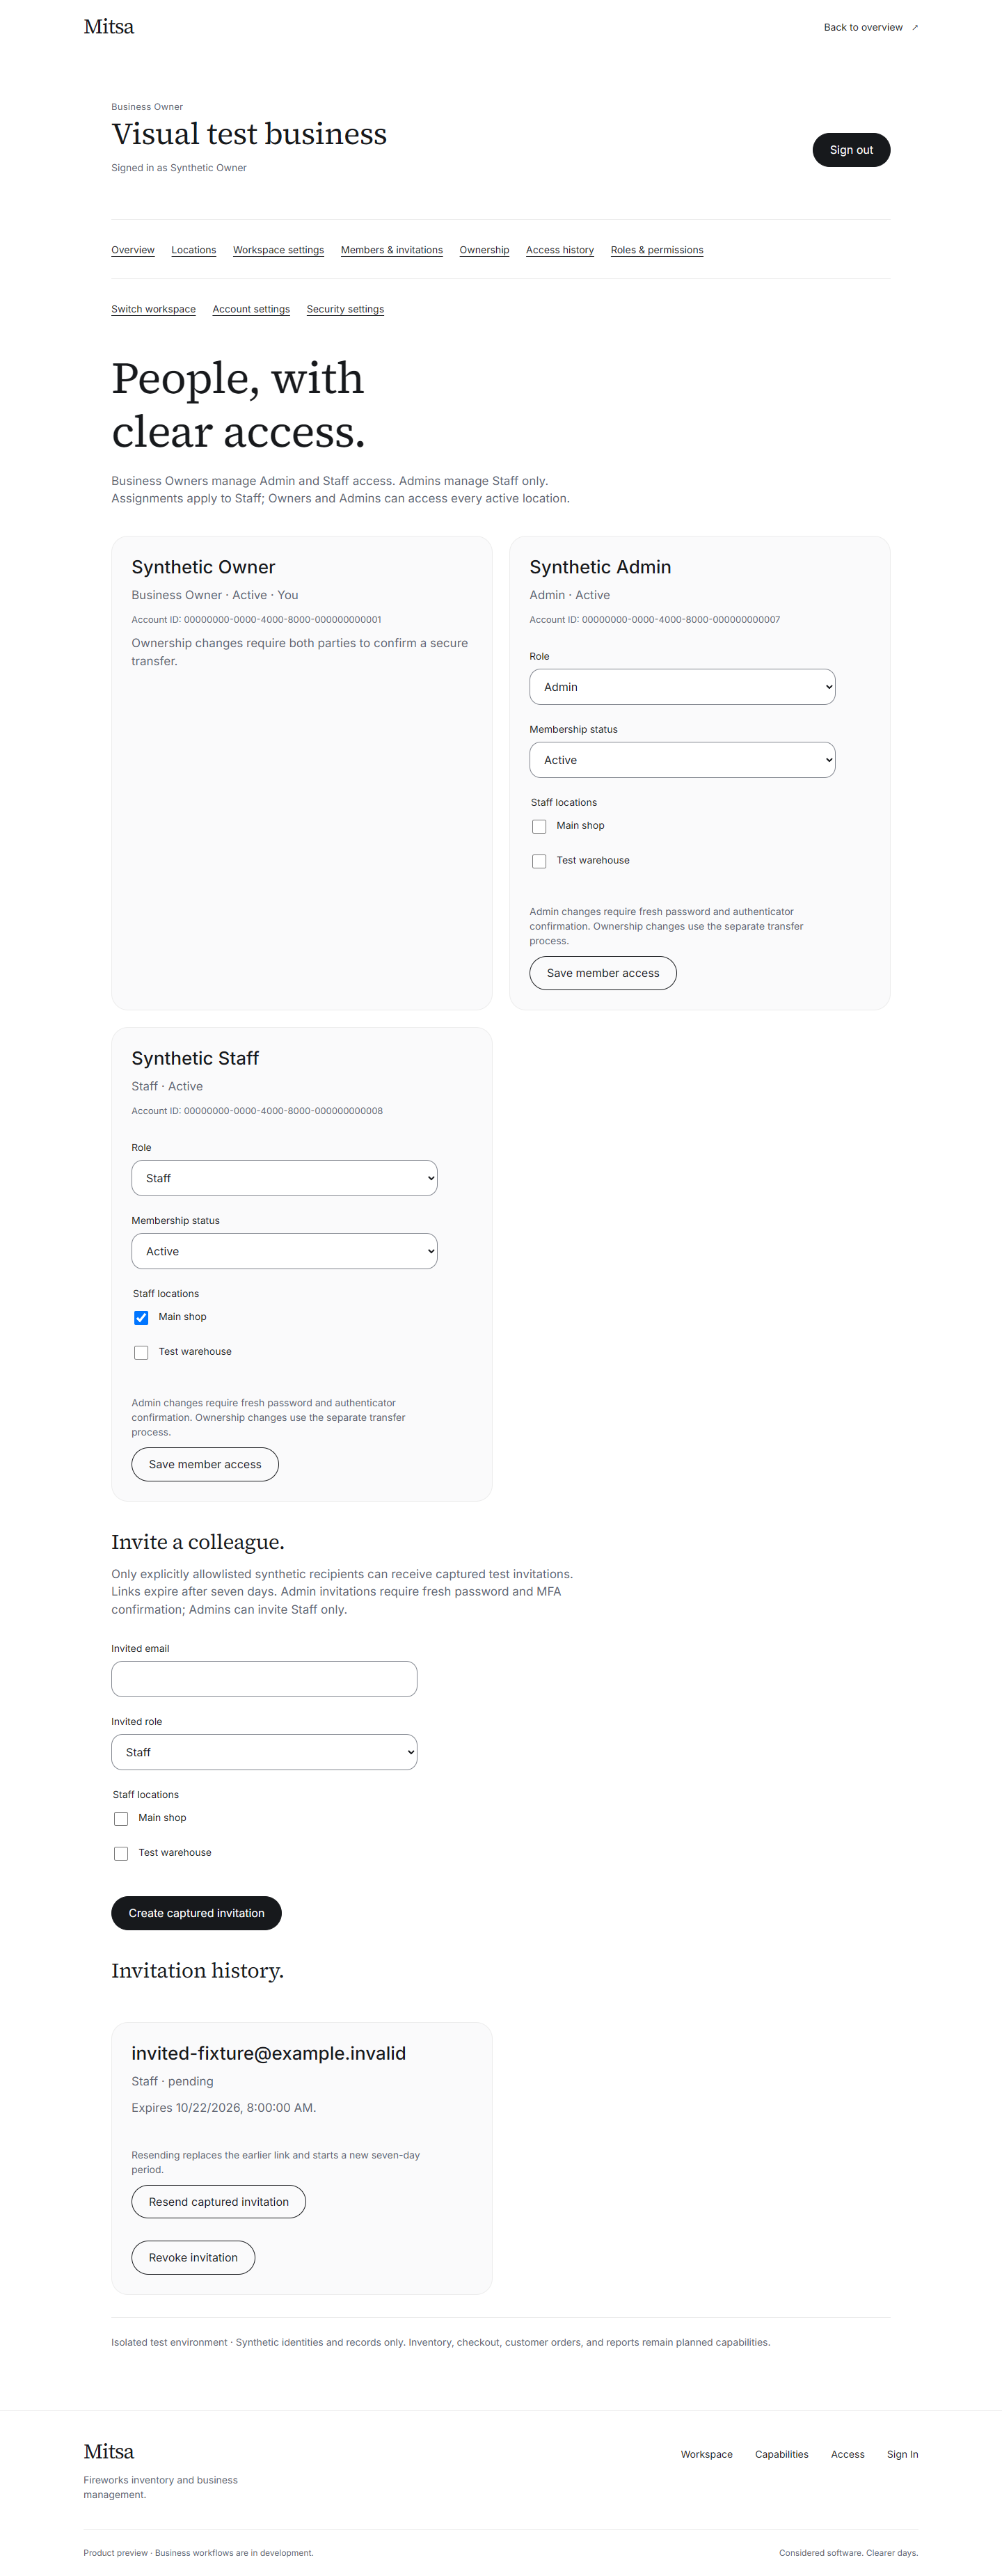 Mitsa
Back to overview ↗
Business Owner
Visual test business
Signed in as Synthetic Owner
Sign out
Overview Locations Workspace settings Members & invitations Ownership Access history Roles & permissions
Switch workspace Account settings Security settings
People, with
clear access.
Business Owners manage Admin and Staff access. Admins manage Staff only.
Assignments apply to Staff; Owners and Admins can access every active location.
Synthetic Owner
Business Owner · Active · You
Account ID: 00000000-0000-4000-8000-000000000001
Ownership changes require both parties to confirm a secure
transfer.
Synthetic Admin
Admin · Active
Account ID: 00000000-0000-4000-8000-000000000007
Role
Admin
Membership status
Active
Staff locations
Main shop
Test warehouse
Admin changes require fresh password and authenticator
confirmation. Ownership changes use the separate transfer
process.
Save member access
Synthetic Staff
Staff · Active
Account ID: 00000000-0000-4000-8000-000000000008
Role
Staff
Membership status
Active
Staff locations
Main shop
Test warehouse
Admin changes require fresh password and authenticator
confirmation. Ownership changes use the separate transfer
process.
Save member access
Invite a colleague.
Only explicitly allowlisted synthetic recipients can receive captured test invitations.
Links expire after seven days. Admin invitations require fresh password and MFA
confirmation; Admins can invite Staff only.
Invited email
Invited role
Staff
Staff locations
Main shop
Test warehouse
Create captured invitation
Invitation history.
invited-fixture@example.invalid
Staff · pending
Expires 10/22/2026, 8:00:00 AM.
Resending replaces the earlier link and starts a new seven-day
period.
Resend captured invitation
Revoke invitation
Isolated test environment · Synthetic identities and records only. Inventory, checkout, customer orders, and reports remain planned capabilities.
Mitsa
Workspace Capabilities Access Sign In
Fireworks inventory and business
management.
Product preview · Business workflows are in development.
Considered software. Clearer days.